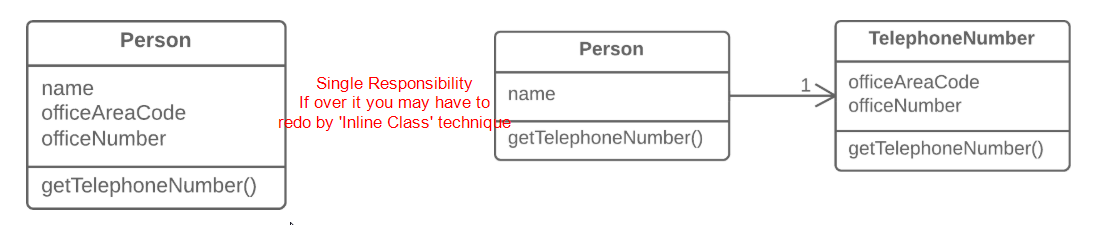 Person
name
officeAreaCode
officeNumber
getTelephoneNumber()
Single Responsibility
If over it you may have to
redo by 'Inline Class' technique
Person
name
getTelephoneNumber()
1
TelephoneNumber
officeAreaCode
officeNumber
getTelephoneNumber()